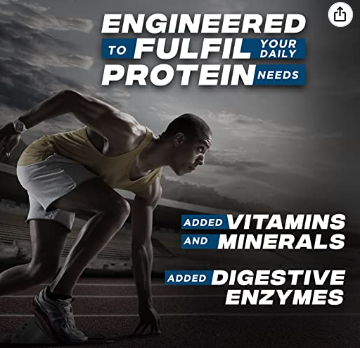 ENGINEERED
TO FULFIL YOUR DAILY
PROTEIN NEEDS
ADDED VITAMINS
AND MINERALS
ADDED DIGESTIVE
ENZYMES